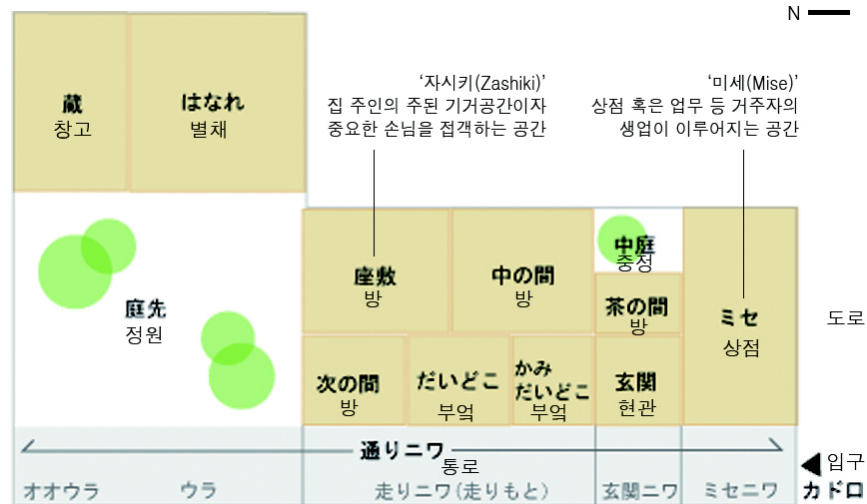 N
‘자시키(Zashiki)’
집 주인의 주된 기거공간이자
중요한 손님을 접객하는 공간
‘미세(Mise)’
상점 혹은 업무 등 거주자의
생업이 이루어지는 공간
蔵
창고
はなれ
별채
庭先
정원
座敷
방
中の間
방
中庭
중정
茶の間
방
ミセ
상점
도로
次の間
방
だいどこ
부엌
かみ
だいどこ
부엌
玄関
현관
通りニワ
통로
입구
オオウラ
ウラ
走りニワ(走りもと)
玄関ニワ
ミセニワ
カドロ